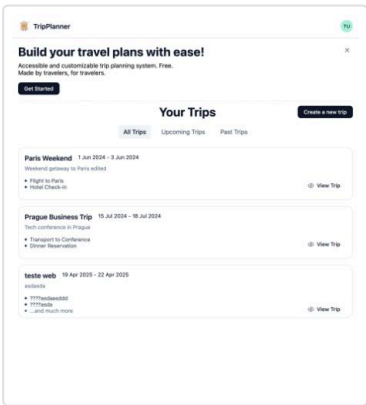 TripPlanner
TU
Build your travel plans with ease!
Accessible and customizable trip planning system. Free.
Made by travelers, for travelers.
Get Started
Your Trips
Create a new trip
All Trips
Upcoming Trips
Past Trips
Paris Weekend 1 Jun 2024 - 3 Jun 2024
Weekend getaway to Paris edited
• Flight to Paris
• Hotel Check-in
View Trip
Prague Business Trip 15 Jul 2024 - 18 Jul 2024
Tech conference in Prague
• Transport to Conference
• Dinner Reservation
View Trip
teste web 19 Apr 2025 - 22 Apr 2025
• ...and much more
View Trip